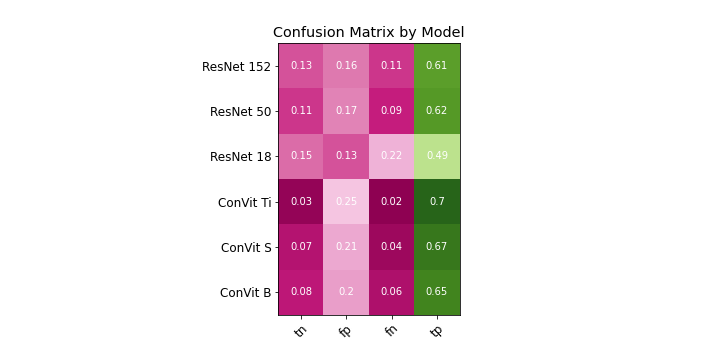 Confusion Matrix by Model
ResNet 152 0.13 0.16 0.11 0.61
ResNet 50 0.11 0.17 0.09 0.62
ResNet 18 0.15 0.13 0.22 0.49
ConVit Ti 0.03 0.25 0.02 0.7
ConVit S 0.07 0.21 0.04 0.67
ConVit B 0.08 0.2 0.06 0.65
tn fp fn tp